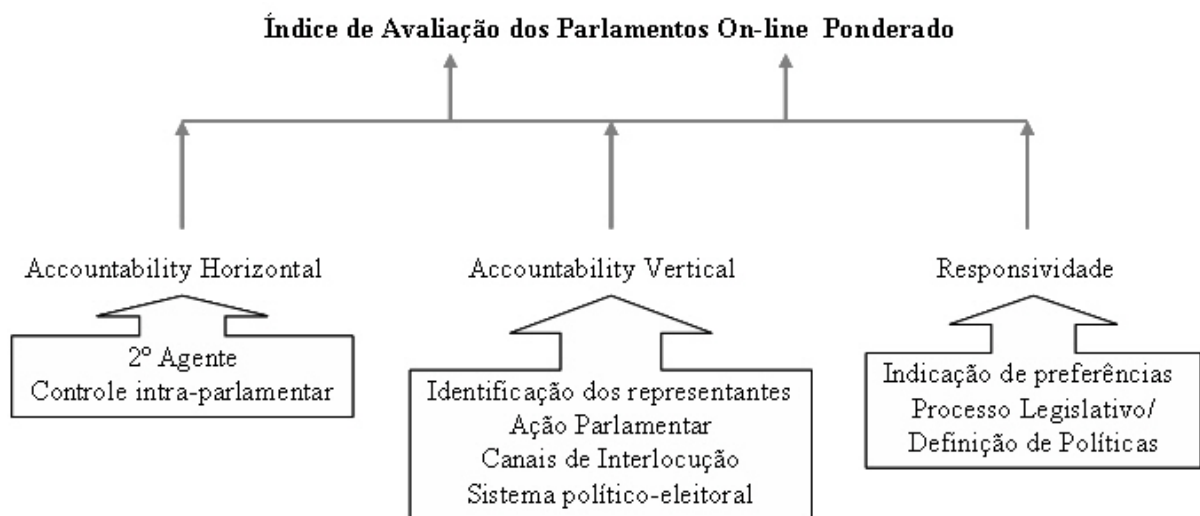 Índice de Avaliação dos Parlamentos On-line Ponderado
Accountability Horizontal
Accountability Vertical
Responsividade
2º Agente
Controle intra-parlamentar
Identificação dos representantes
Ação Parlamentar
Canais de Interlocução
Sistema político-eleitoral
Indicação de preferências
Processo Legislativo/
Definição de Políticas